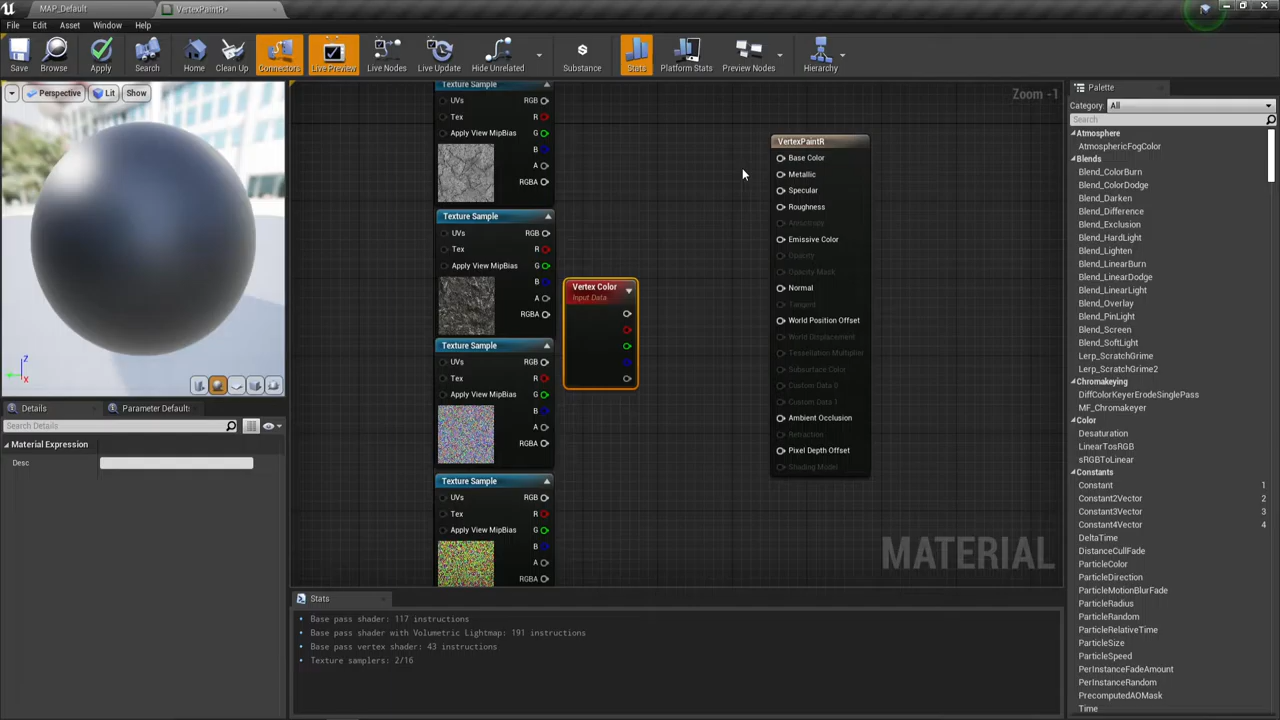 MAP_Default
VertexPaintR*
File Edit Asset Window Help
Save Browse Apply Search Home Clean Up Connectors Live Preview Live Nodes Live Update Hide Unrelated Substance Stats Platform Stats Preview Nodes Hierarchy
Perspective Lit Show
Zoom -1
Texture Sample
UVs RGB
Tex R
Apply View MipBias G
B
A
RGBA
Texture Sample
UVs RGB
Tex R
Apply View MipBias G
B
A
RGBA
Texture Sample
UVs RGB
Tex R
Apply View MipBias G
B
A
RGBA
Texture Sample
UVs RGB
Tex R
Apply View MipBias G
B
A
RGBA
Vertex Color
Input Data
VertexPaintR
Base Color
Metallic
Specular
Roughness
Anisotropy
Emissive Color
Opacity
Opacity Mask
Normal
Tangent
World Position Offset
World Displacement
Tessellation Multiplier
Subsurface Color
Custom Data 0
Custom Data 1
Ambient Occlusion
Refraction
Pixel Depth Offset
Shading Model
MATERIAL
Z
X
Details
Parameter Default:
Search Details
Material Expression
Desc
Stats
Base pass shader: 117 instructions
Base pass shader with Volumetric Lightmap: 191 instructions
Base pass vertex shader: 43 instructions
Texture samplers: 2/16
Palette
Category: All
Search
Atmosphere
AtmosphericFogColor
Blends
Blend_ColorBurn
Blend_ColorDodge
Blend_Darken
Blend_Difference
Blend_Exclusion
Blend_HardLight
Blend_Lighten
Blend_LinearBurn
Blend_LinearDodge
Blend_LinearLight
Blend_Overlay
Blend_PinLight
Blend_Screen
Blend_SoftLight
Lerp_ScratchGrime
Lerp_ScratchGrime2
Chromakeying
DiffColorKeyerErodeSinglePass
MF_Chromakeyer
Color
Desaturation
LinearTosRGB
sRGBToLinear
Constants
Constant 1
Constant2Vector 2
Constant3Vector 3
Constant4Vector 4
DeltaTime
DistanceCullFade
ParticleColor
ParticleDirection
ParticleMotionBlurFade
ParticleRadius
ParticleRandom
ParticleRelativeTime
ParticleSize
ParticleSpeed
PerInstanceFadeAmount
PerInstanceRandom
PrecomputedAOMask
Time